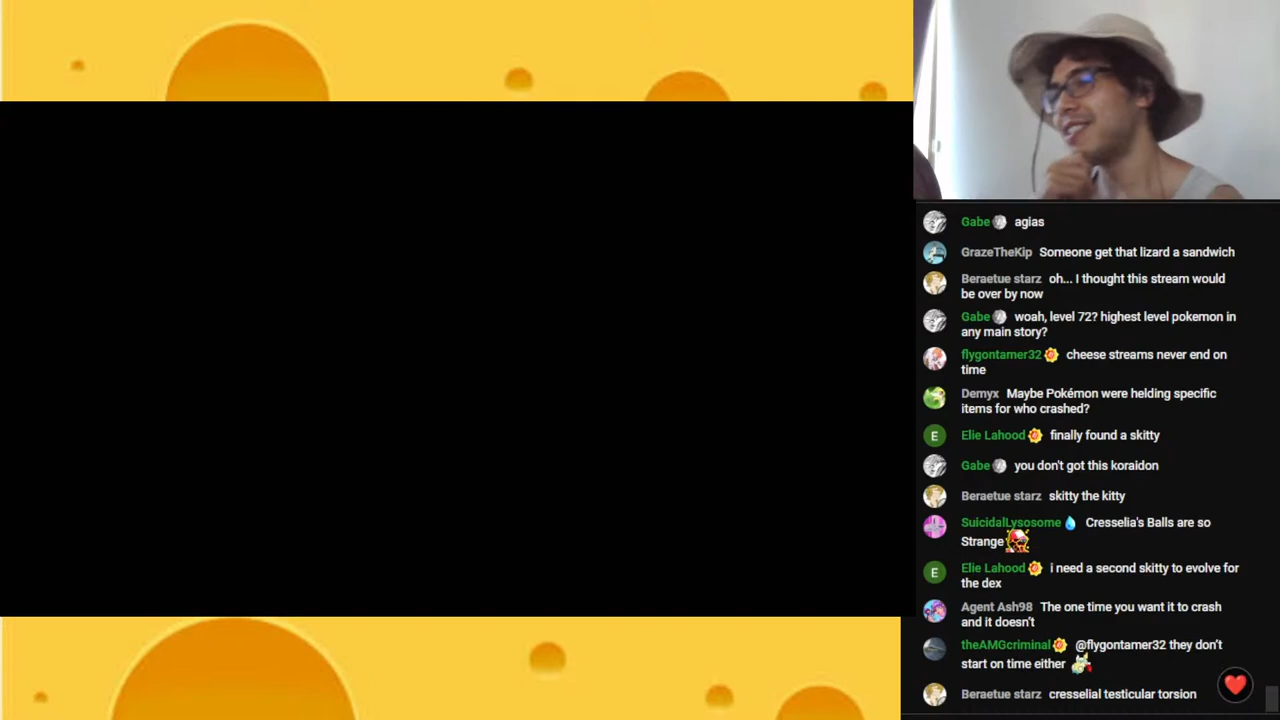 Gabe agias
GrazeTheKip Someone get that lizard a sandwich
Beraetue starz oh... I thought this stream would
be over by now
Gabe woah, level 72? highest level pokemon in
any main story?
flygontamer32 cheese streams never end on
time
Demyx Maybe Pokémon were helding specific
items for who crashed?
E Elie Lahood finally found a skitty
Gabe you don't got this koraidon
Beraetue starz skitty the kitty
SuicidalLysosome Cresselia's Balls are so
Strange
E Elie Lahood i need a second skitty to evolve for
the dex
Agent Ash98 The one time you want it to crash
and it doesn't
theAMGcriminal @flygontamer32 they don't
start on time either
Beraetue starz cresselial testicular torsion